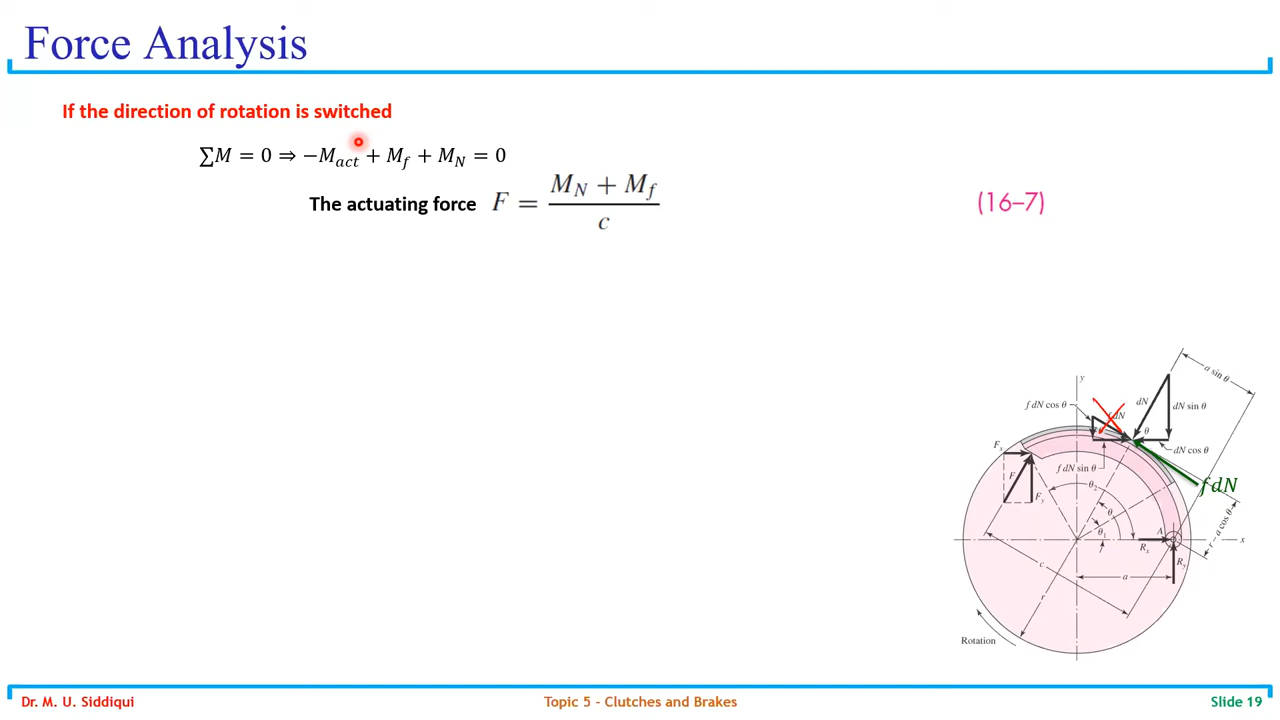 Force Analysis
If the direction of rotation is switched
∑M = 0 ⇒ −M_act + M_f + M_N = 0
The actuating force F = (M_N + M_f) / c (16–7)
a sin θ
y
f dN cos θ
dN
dN sin θ
θ
dN cos θ
F_x
f dN sin θ
f dN
F
F_y
θ_2
θ
θ_1
A
r − a cos θ
x
R_x
R_y
c
a
r
Rotation
Dr. M. U. Siddiqui
Topic 5 - Clutches and Brakes
Slide 19